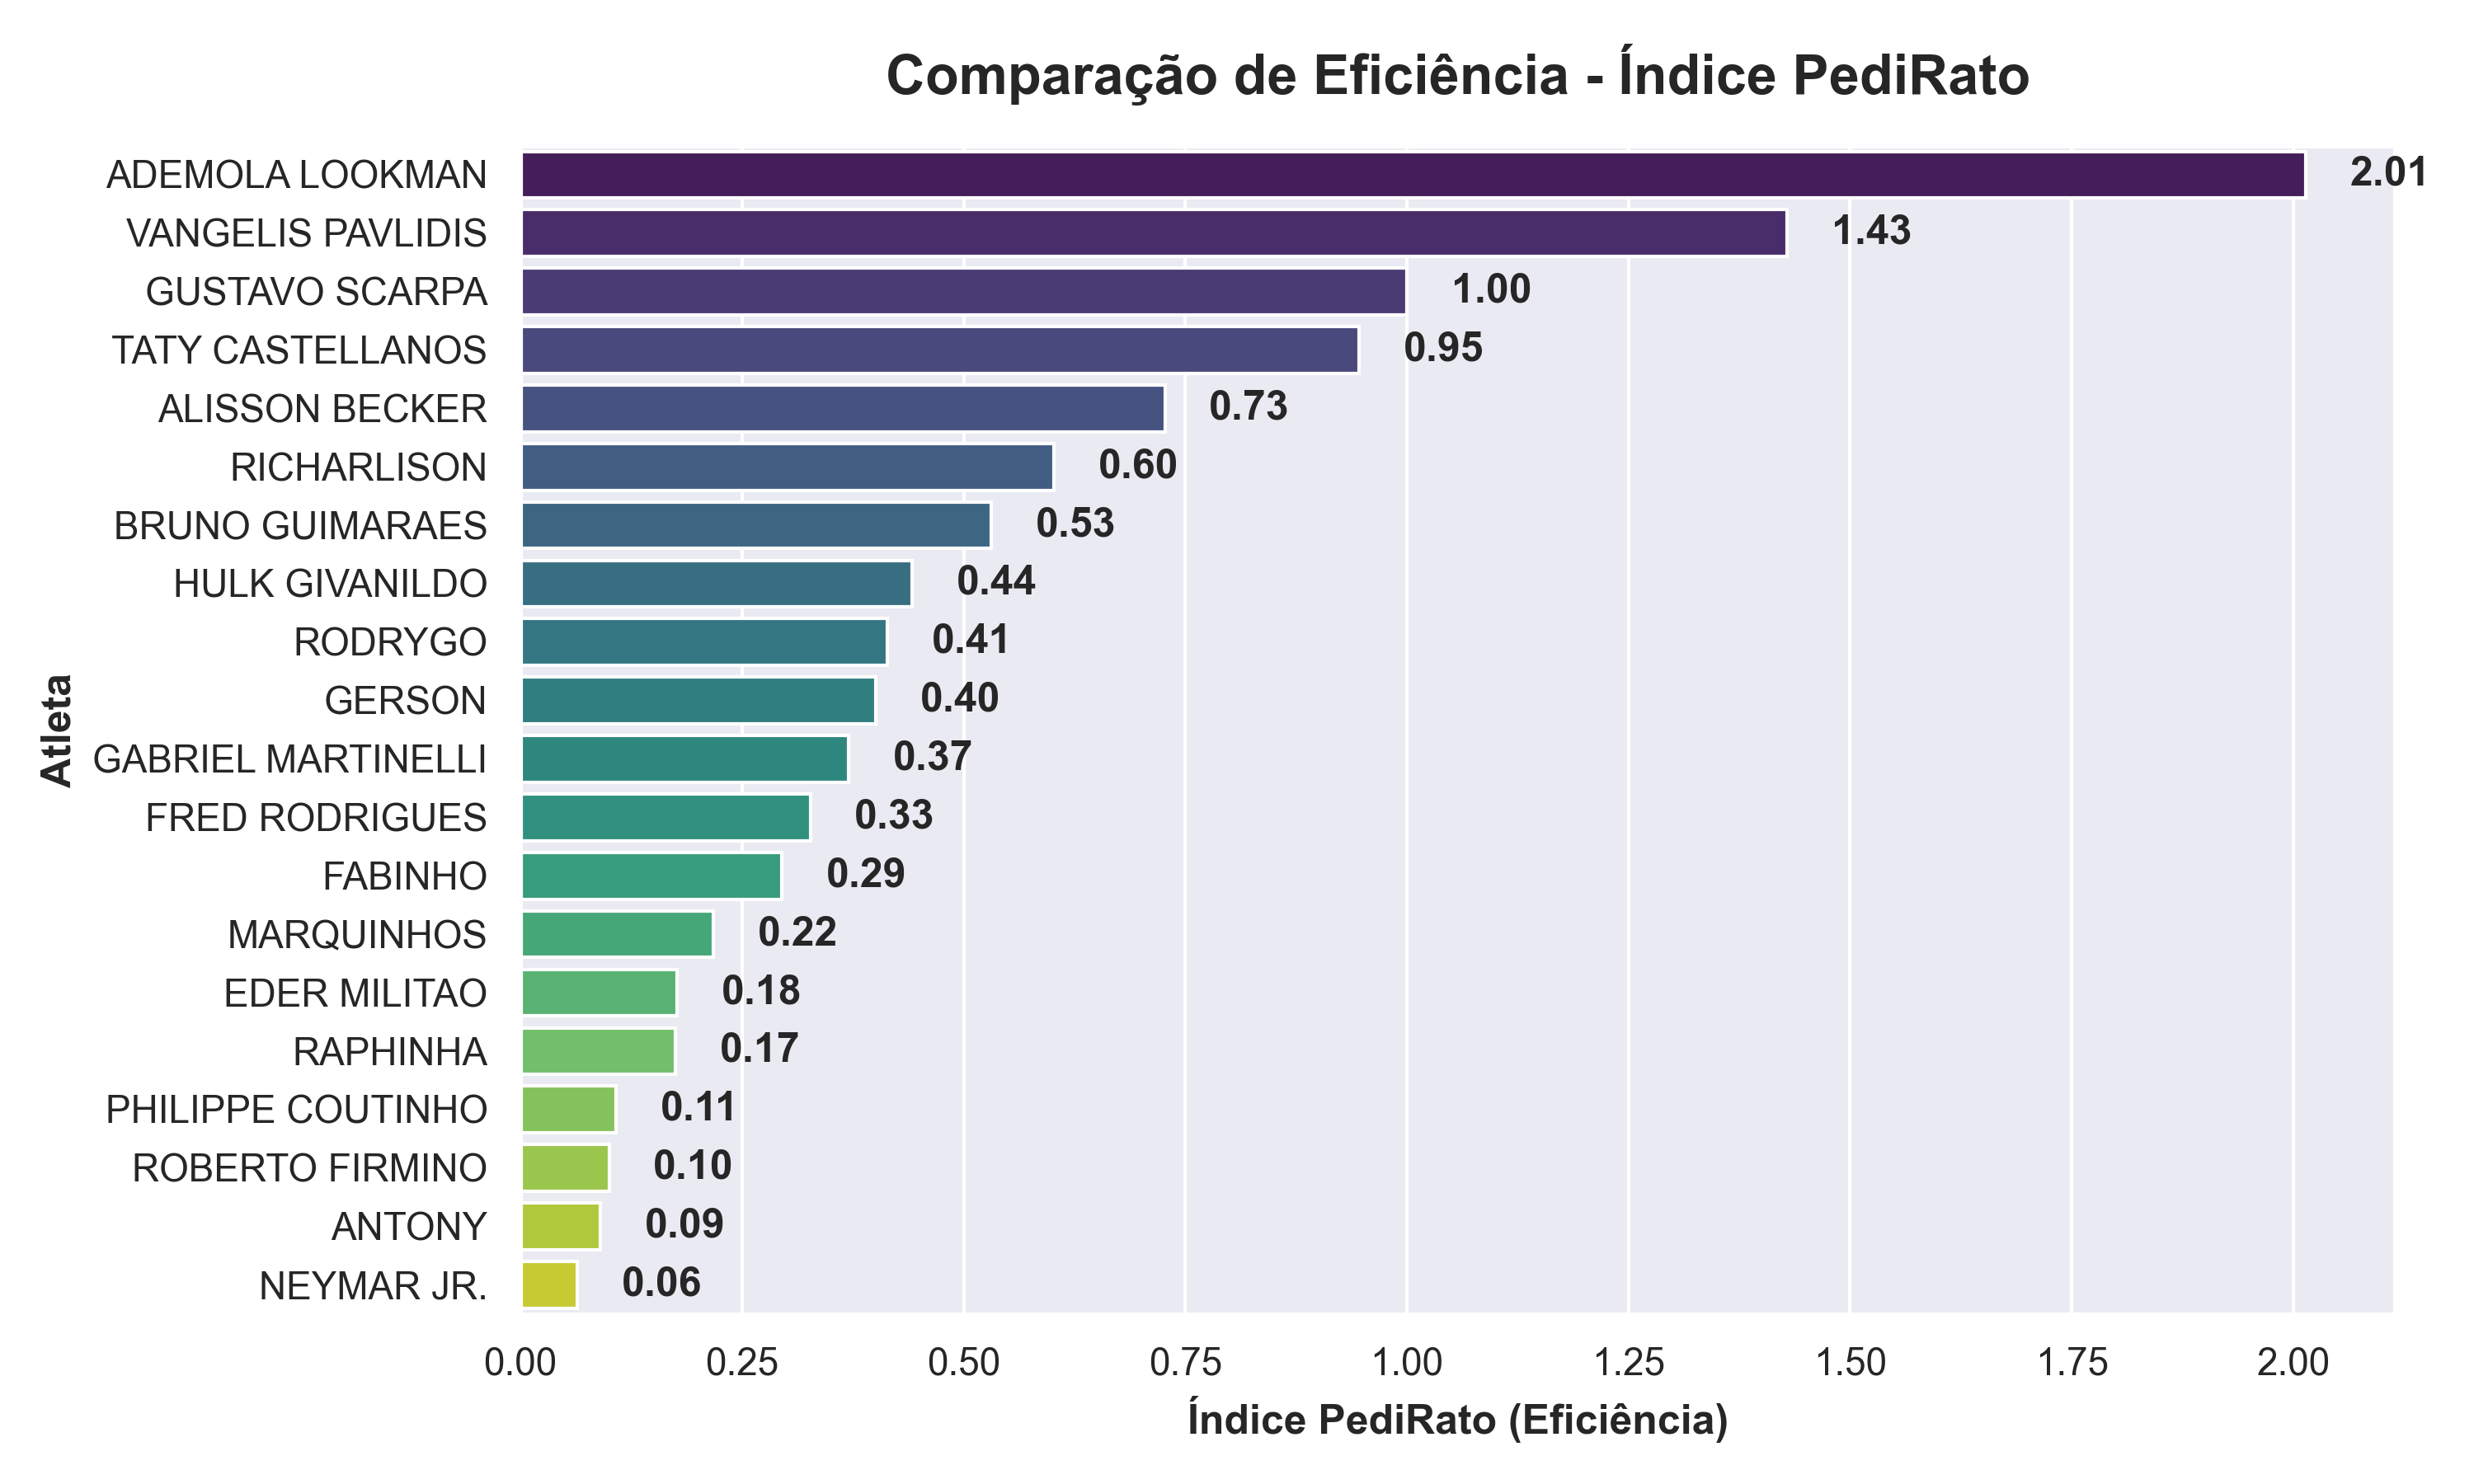 Comparação de Eficiência - Índice PediRato
ADEMOLA LOOKMAN 2.01
VANGELIS PAVLIDIS 1.43
GUSTAVO SCARPA 1.00
TATY CASTELLANOS 0.95
ALISSON BECKER 0.73
RICHARLISON 0.60
BRUNO GUIMARAES 0.53
HULK GIVANILDO 0.44
RODRYGO 0.41
GERSON 0.40
GABRIEL MARTINELLI 0.37
FRED RODRIGUES 0.33
FABINHO 0.29
MARQUINHOS 0.22
EDER MILITAO 0.18
RAPHINHA 0.17
PHILIPPE COUTINHO 0.11
ROBERTO FIRMINO 0.10
ANTONY 0.09
NEYMAR JR. 0.06
Atleta
0.00 0.25 0.50 0.75 1.00 1.25 1.50 1.75 2.00
Índice PediRato (Eficiência)